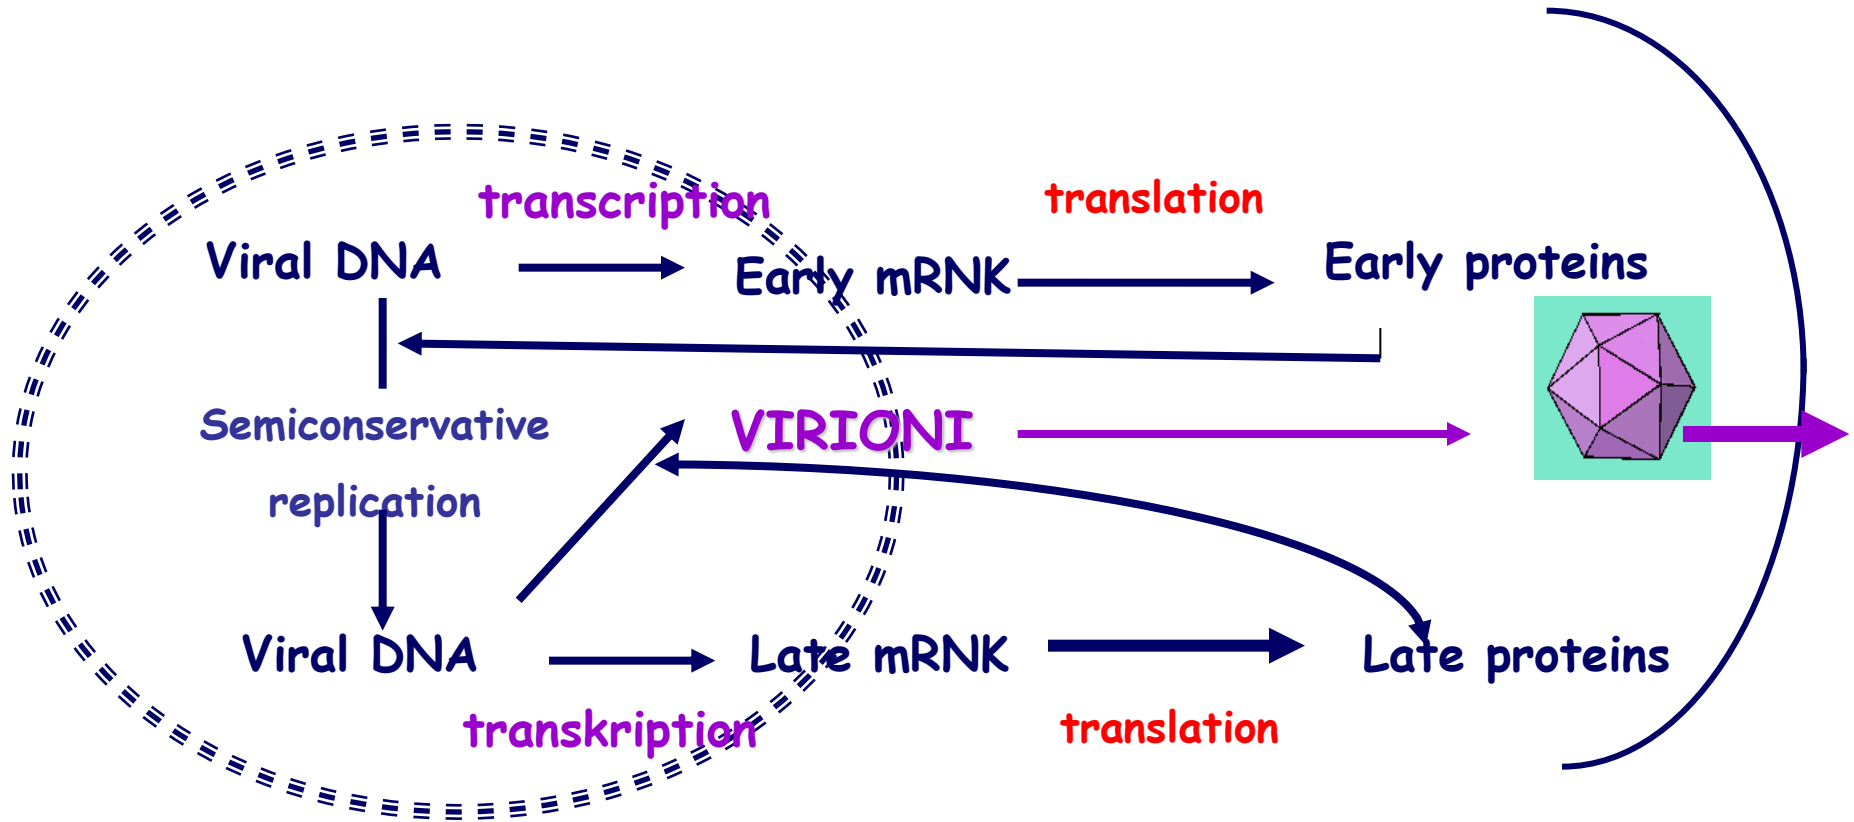 transcription
translation
Viral DNA
Early mRNK
Early proteins
Semiconservative
replication
VIRIONI
Viral DNA
Late mRNK
Late proteins
transkription
translation